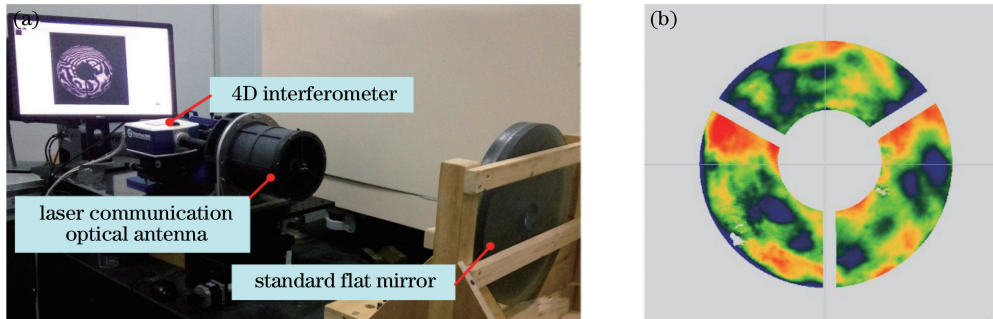 (a)
(b)
4D interferometer
laser communication
optical antenna
standard flat mirror